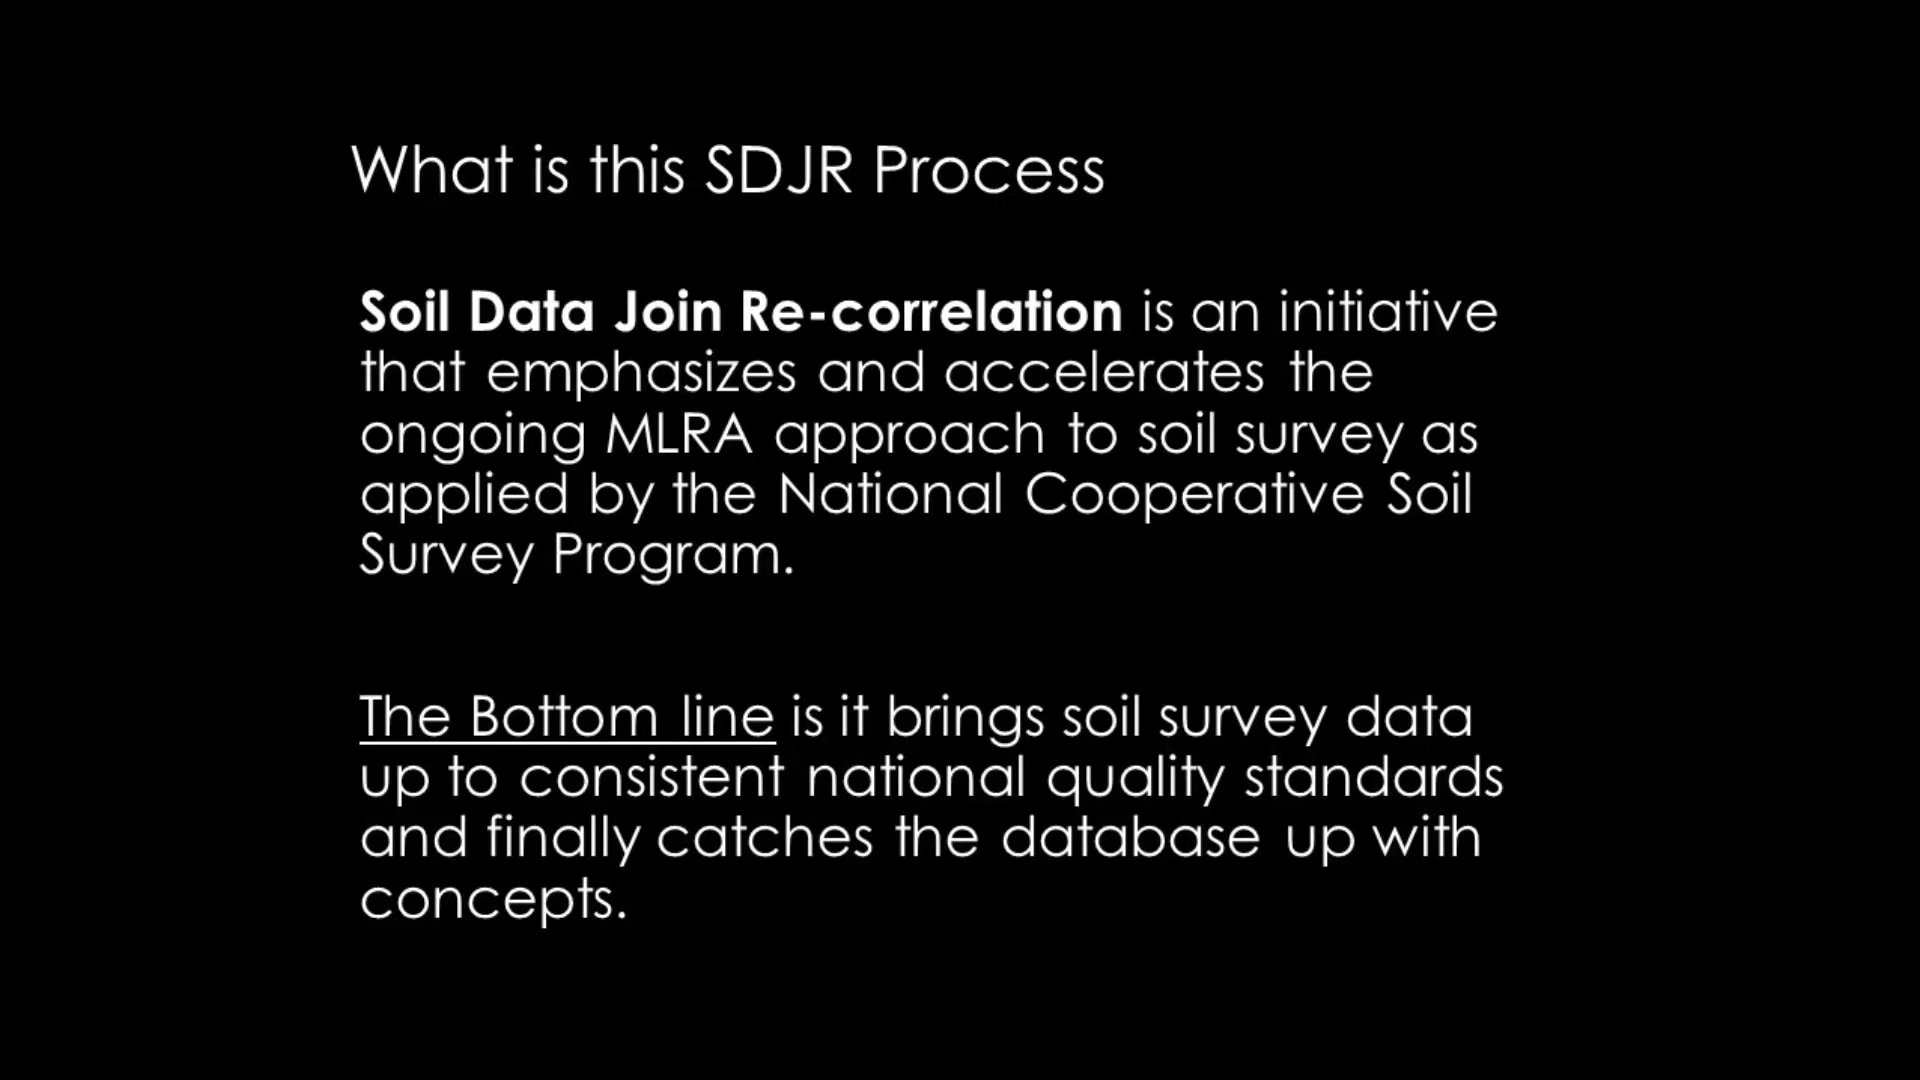 What is this SDJR Process
Soil Data Join Re-correlation is an initiative
that emphasizes and accelerates the
ongoing MLRA approach to soil survey as
applied by the National Cooperative Soil
Survey Program.
The Bottom line is it brings soil survey data
up to consistent national quality standards
and finally catches the database up with
concepts.